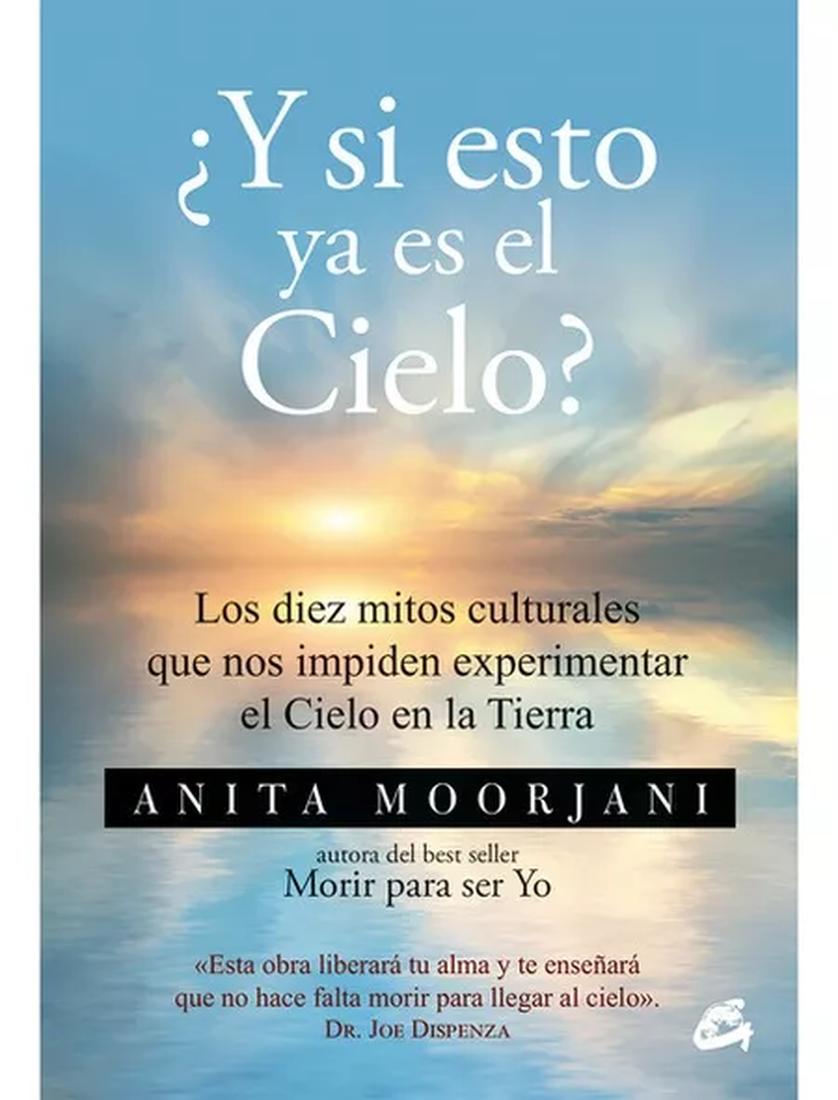 ¿Y si esto
ya es el
Cielo?
Los diez mitos culturales
que nos impiden experimentar
el Cielo en la Tierra
ANITA MOORJANI
autora del best seller
Morir para ser Yo
«Esta obra liberará tu alma y te enseñará
que no hace falta morir para llegar al cielo».
DR. JOE DISPENZA